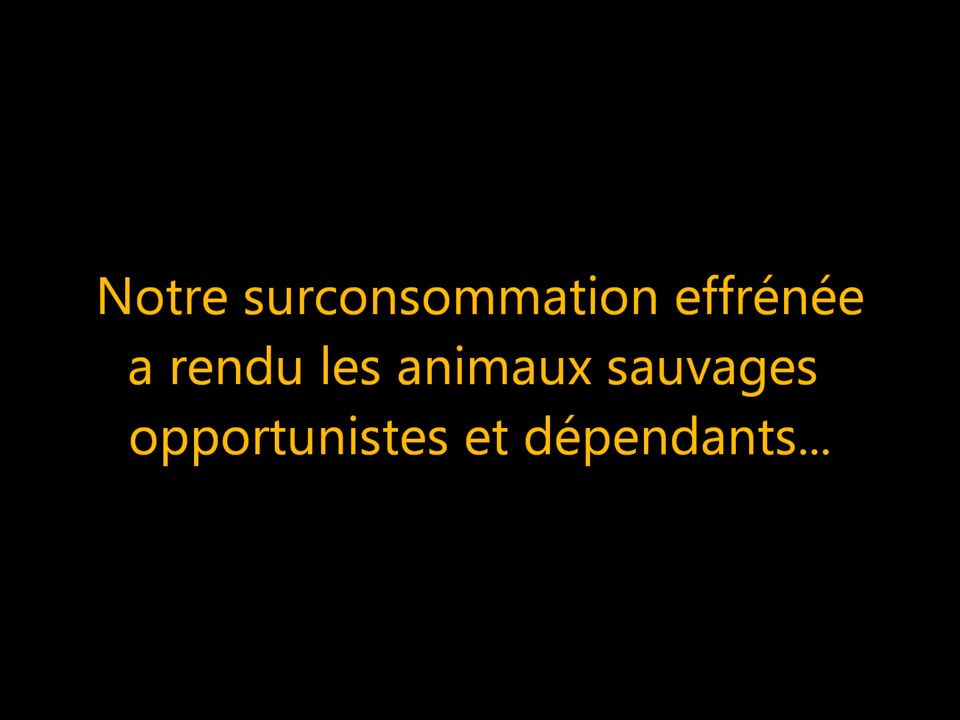 Notre surconsommation effrénée
a rendu les animaux sauvages
opportunistes et dépendants...